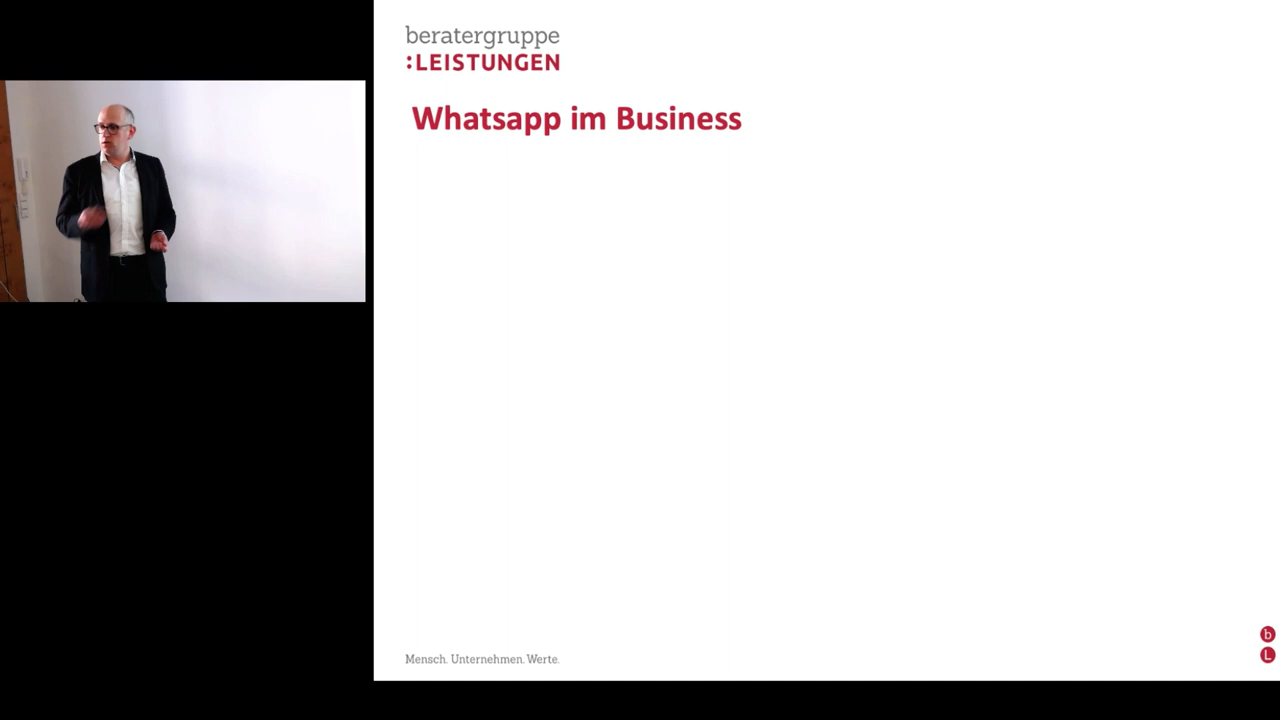 beratergruppe
:LEISTUNGEN
Whatsapp im Business
Mensch. Unternehmen. Werte.
b
L